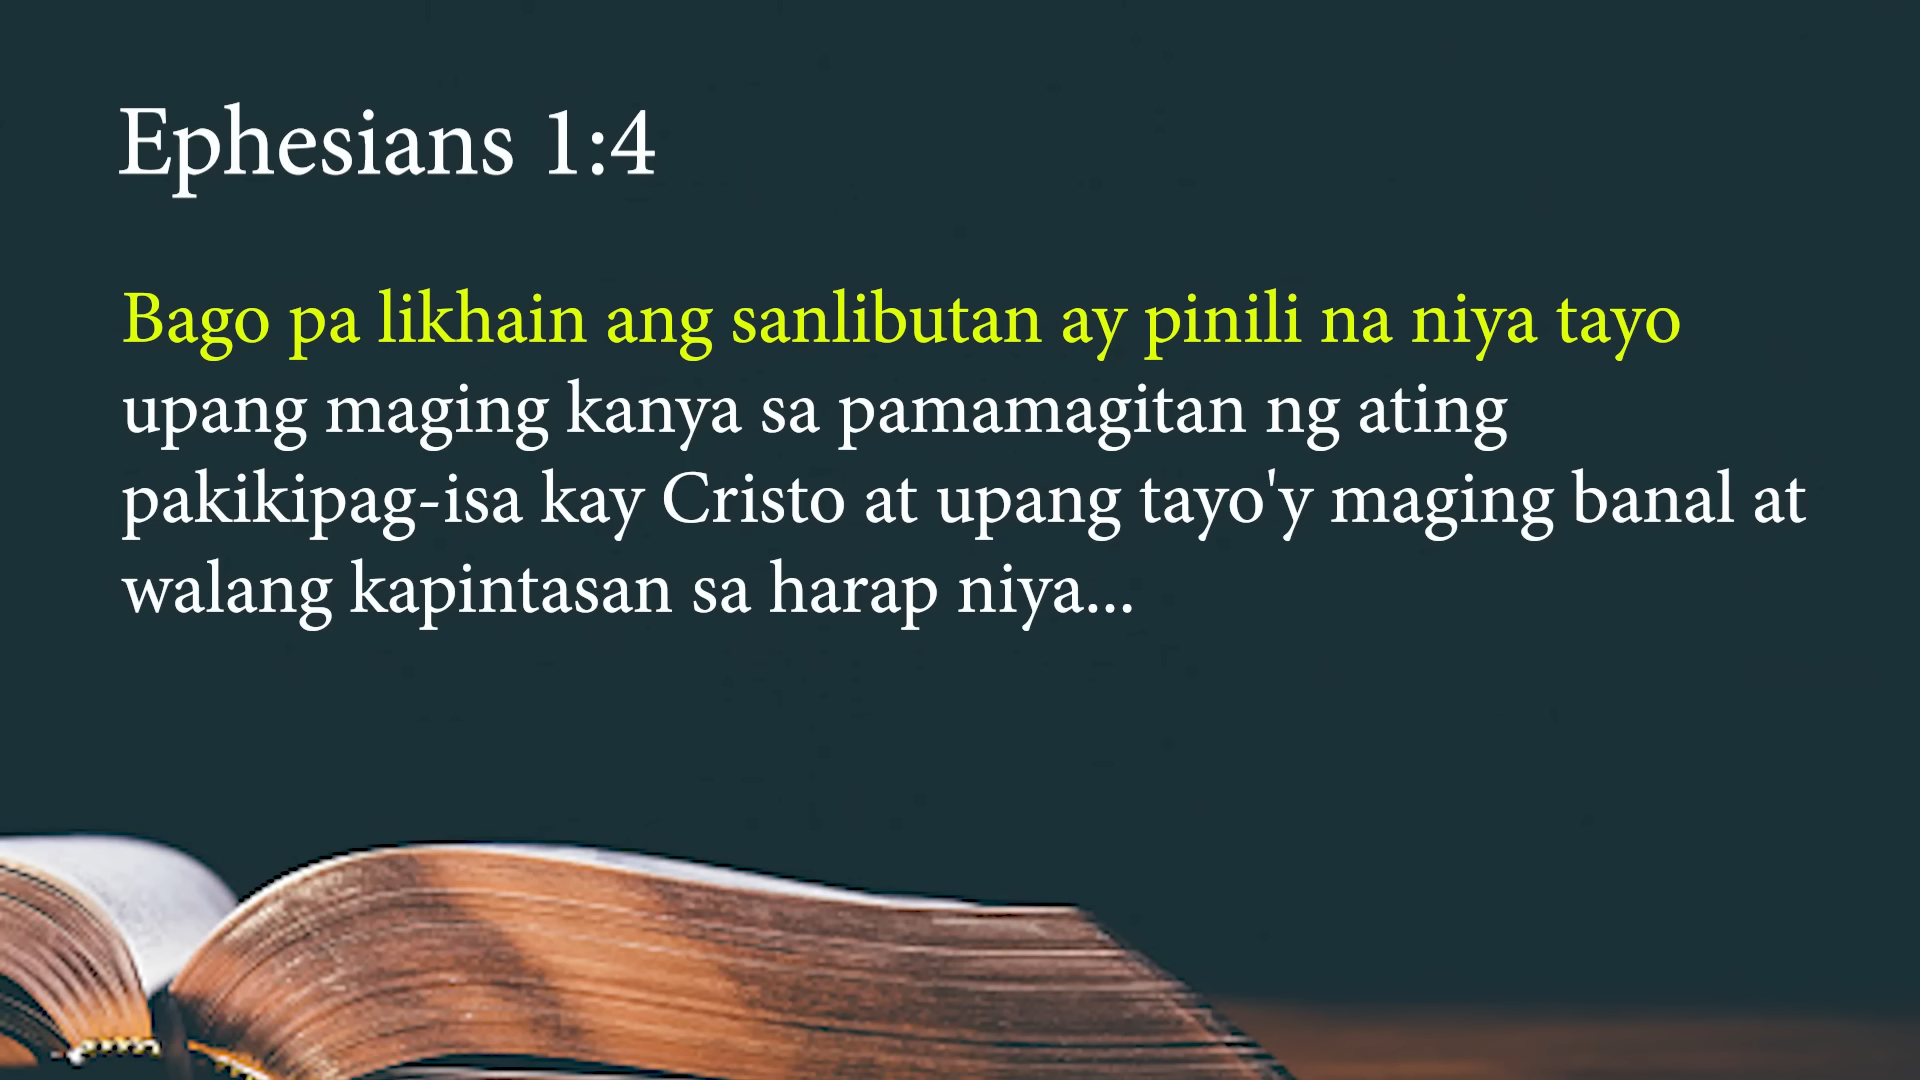 Ephesians 1:4
Bago pa likhain ang sanlibutan ay pinili na niya tayo
upang maging kanya sa pamamagitan ng ating
pakikipag-isa kay Cristo at upang tayo'y maging banal at
walang kapintasan sa harap niya...